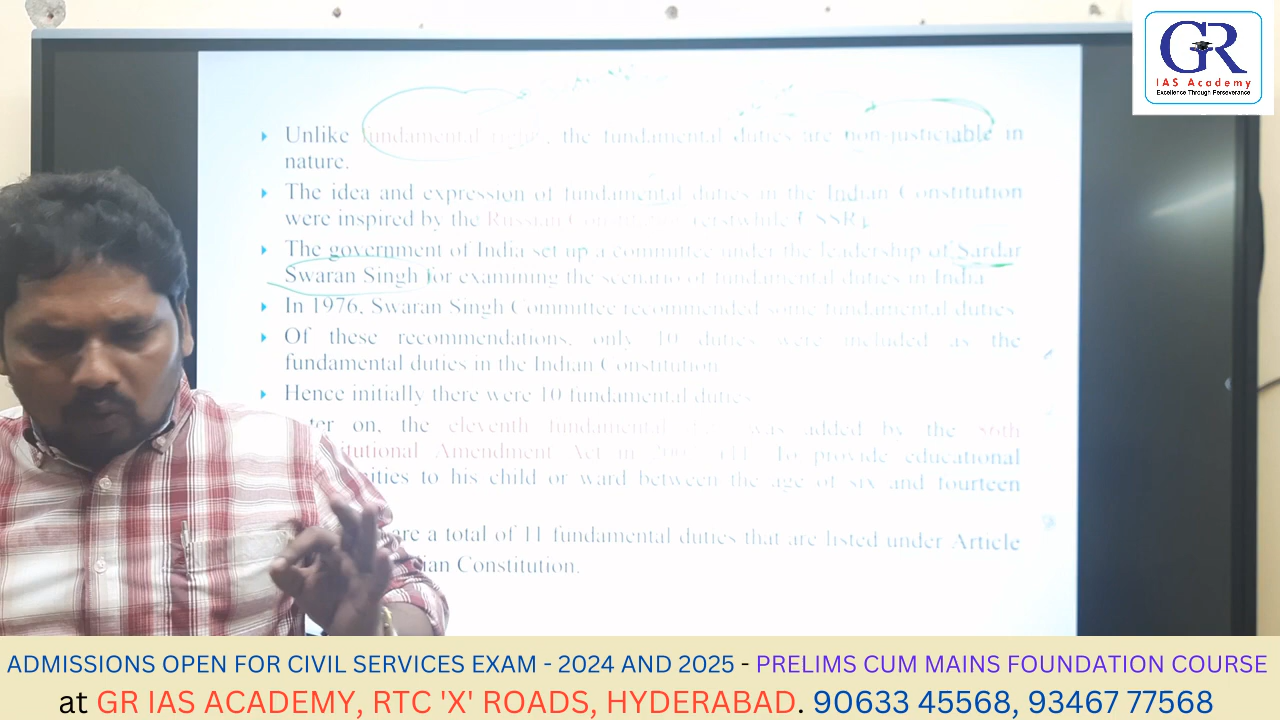 GR
IAS Academy
Excellence Through Perseverance
Unlike fundamental rights, the fundamental duties are non-justiciable in
nature.
The idea and expression of fundamental duties in the Indian Constitution
were inspired by the Russian Constitution (erstwhile USSR).
The government of India set up a committee under the leadership of Sardar
Swaran Singh for examining the scenario of fundamental duties in India
In 1976, Swaran Singh Committee recommended some fundamental duties
Of these recommendations, only 10 duties were included as the
fundamental duties in the Indian Constitution
Hence initially there were 10 fundamental duties
ter on, the eleventh fundamental was added by the 86th
itutional Amendment Act in To provide educational
nities to his child or ward between the age of six and fourteen
are a total of 11 fundamental duties that are listed under Article
ian Constitution.
ADMISSIONS OPEN FOR CIVIL SERVICES EXAM - 2024 AND 2025 - PRELIMS CUM MAINS FOUNDATION COURSE
at GR IAS ACADEMY, RTC 'X' ROADS, HYDERABAD. 90633 45568, 93467 77568